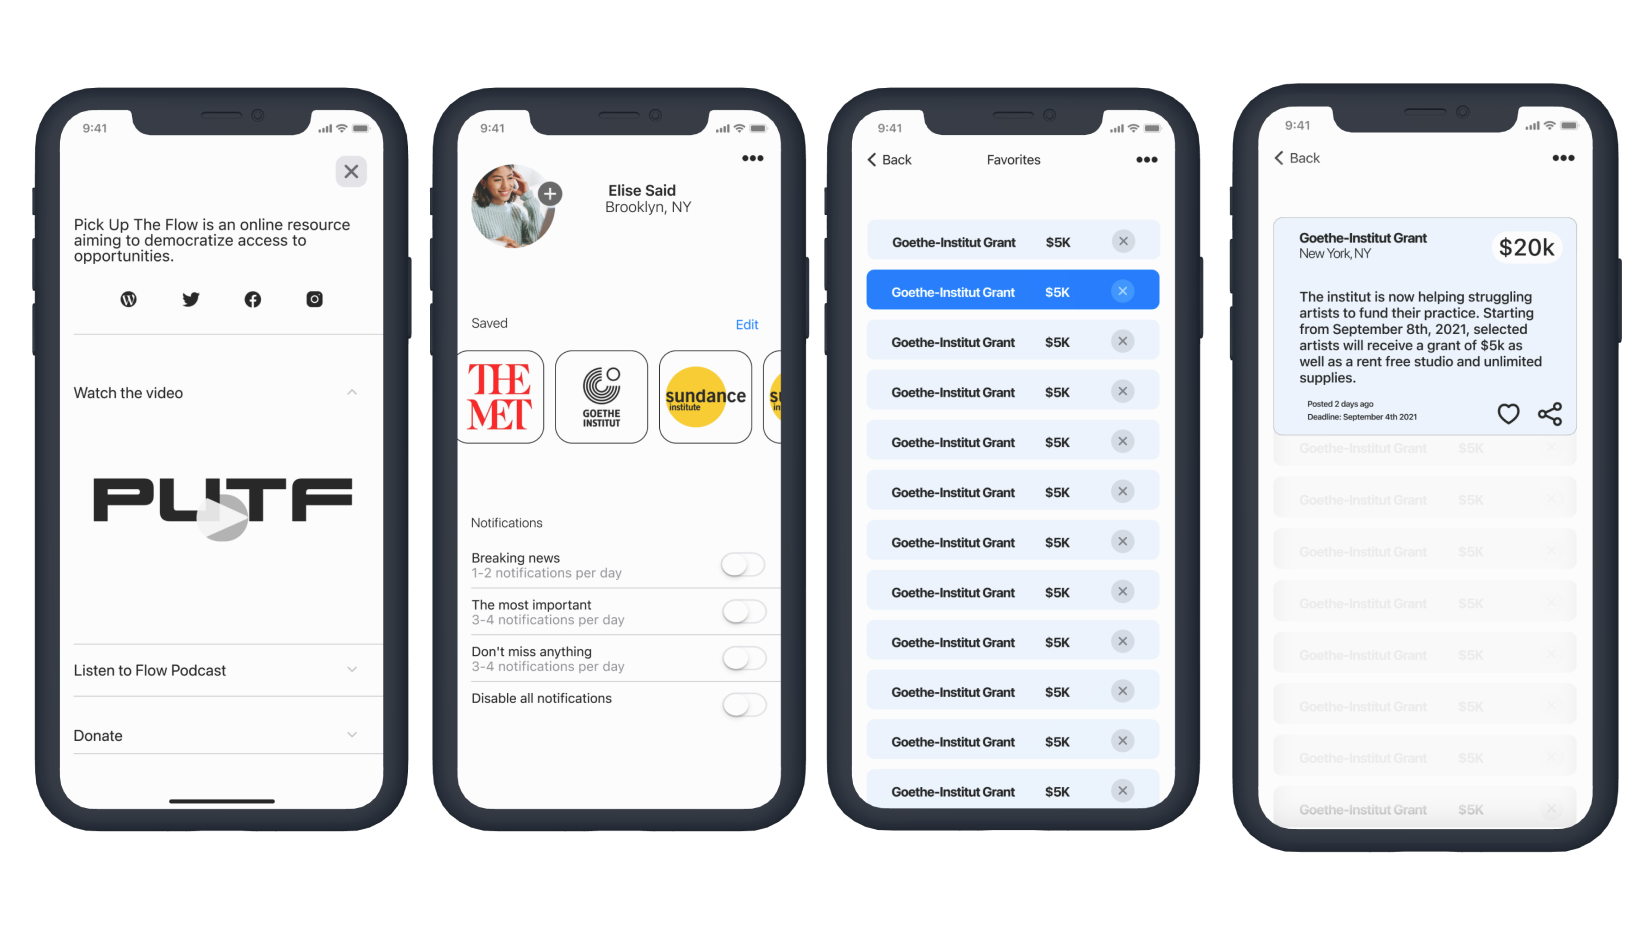 9:41
Pick Up The Flow is an online resource
aiming to democratize access to
opportunities.
Watch the video
PUTF
Listen to Flow Podcast
Donate
9:41
Elise Said
Brooklyn, NY
Saved Edit
THE MET
GOETHE INSTITUT
sundance institute
su in
Notifications
Breaking news
1-2 notifications per day
The most important
3-4 notifications per day
Don't miss anything
3-4 notifications per day
Disable all notifications
9:41
Back Favorites
Goethe-Institut Grant $5K
Goethe-Institut Grant $5K
Goethe-Institut Grant $5K
Goethe-Institut Grant $5K
Goethe-Institut Grant $5K
Goethe-Institut Grant $5K
Goethe-Institut Grant $5K
Goethe-Institut Grant $5K
Goethe-Institut Grant $5K
Goethe-Institut Grant $5K
Goethe-Institut Grant $5K
Goethe-Institut Grant $5K
9:41
Back
Goethe-Institut Grant
New York, NY
$20k
The institut is now helping struggling
artists to fund their practice. Starting
from September 8th, 2021, selected
artists will receive a grant of $5k as
well as a rent free studio and unlimited
supplies.
Posted 2 days ago
Deadline: September 4th 2021
Goethe-Institut Grant $5K
Goethe-Institut Grant $5K
Goethe-Institut Grant $5K
Goethe-Institut Grant $5K
Goethe-Institut Grant $5K
Goethe-Institut Grant $5K
Goethe-Institut Grant $5K
Goethe-Institut Grant $5K